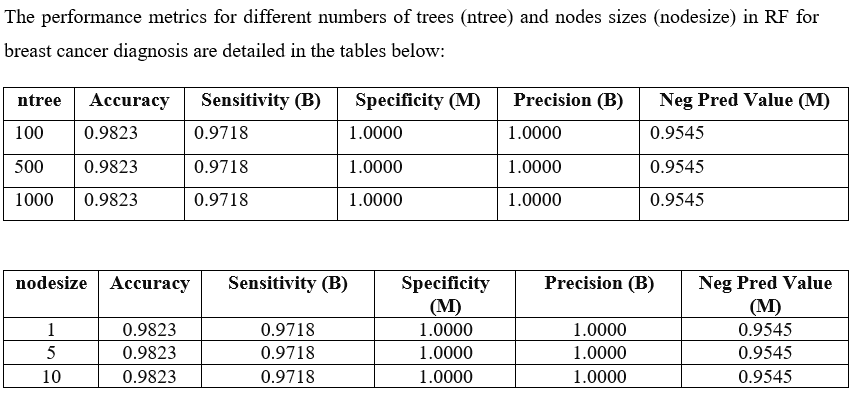 The performance metrics for different numbers of trees (ntree) and nodes sizes (nodesize) in RF for
breast cancer diagnosis are detailed in the tables below:
ntree Accuracy Sensitivity (B) Specificity (M) Precision (B) Neg Pred Value (M)
100 0.9823 0.9718 1.0000 1.0000 0.9545
500 0.9823 0.9718 1.0000 1.0000 0.9545
1000 0.9823 0.9718 1.0000 1.0000 0.9545
nodesize Accuracy Sensitivity (B) Specificity (M) Precision (B) Neg Pred Value (M)
1 0.9823 0.9718 1.0000 1.0000 0.9545
5 0.9823 0.9718 1.0000 1.0000 0.9545
10 0.9823 0.9718 1.0000 1.0000 0.9545